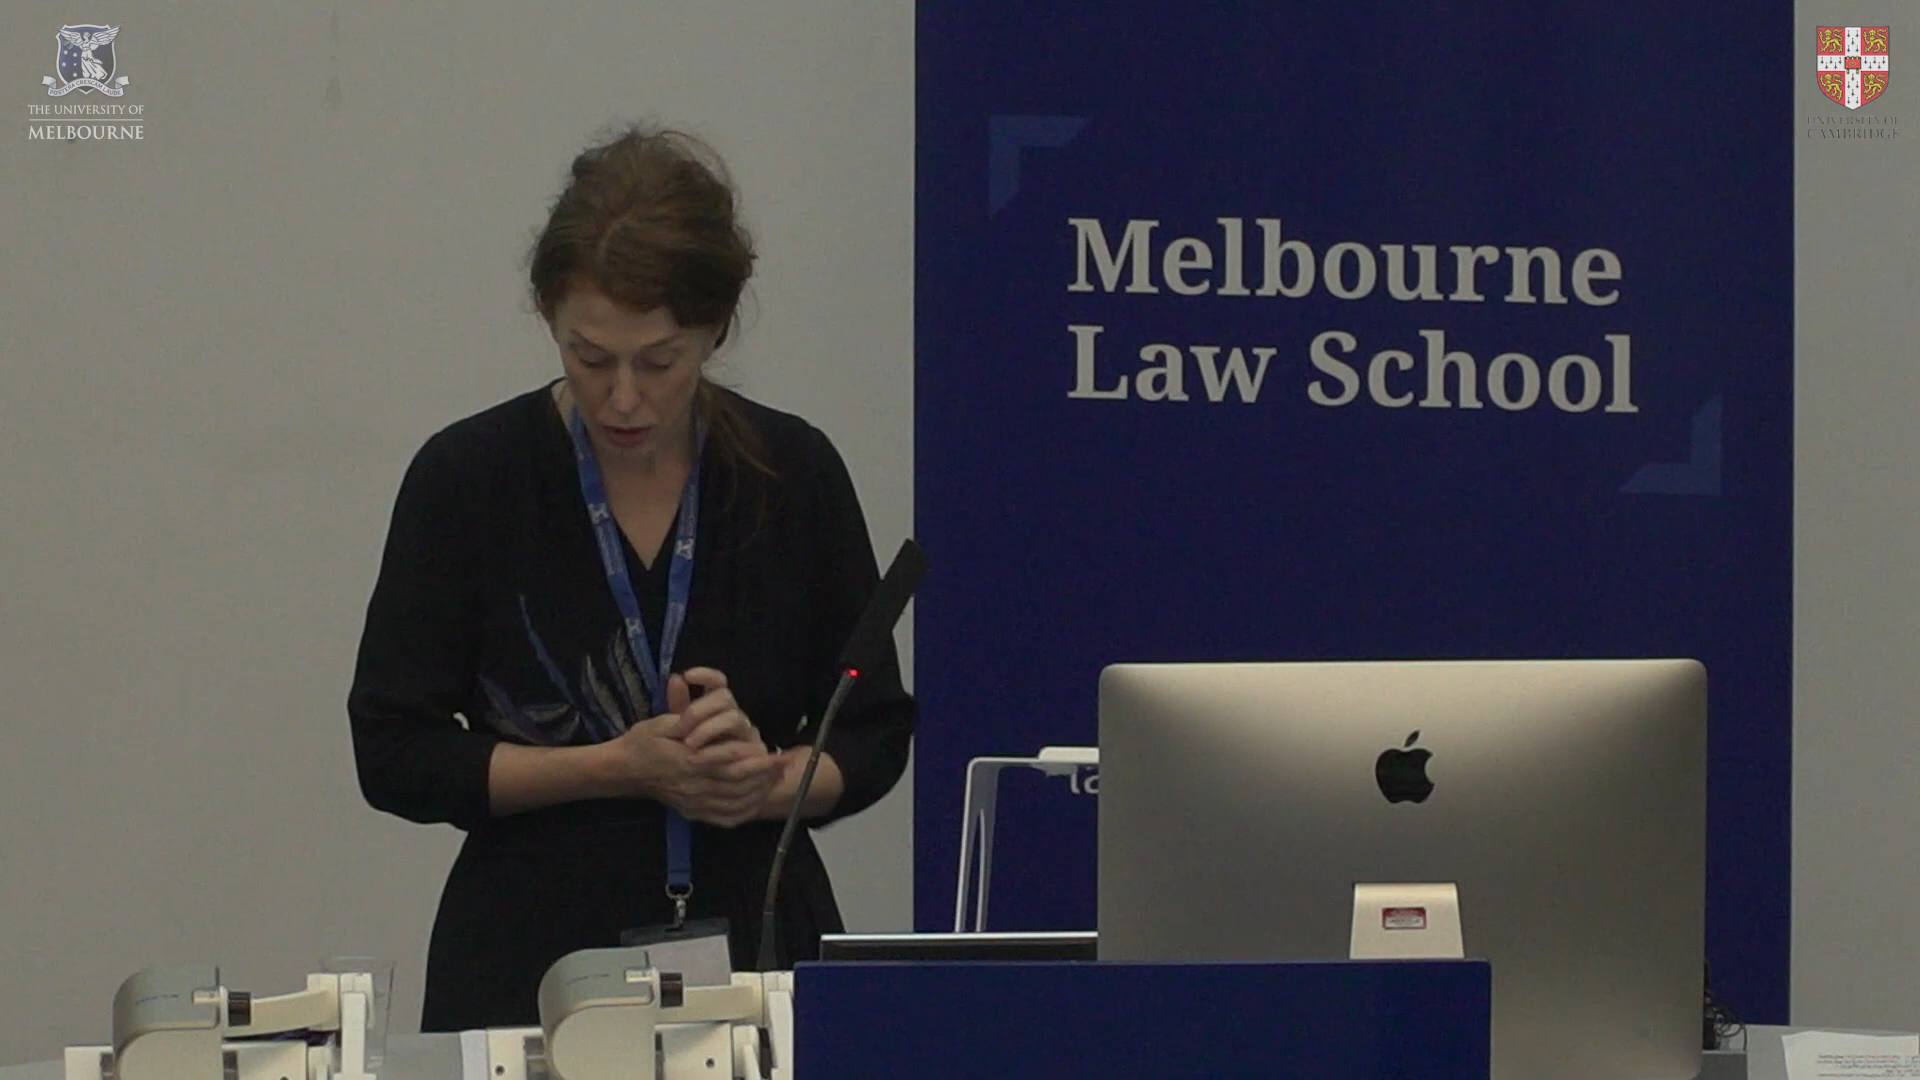 THE UNIVERSITY OF
MELBOURNE
UNIVERSITY OF
CAMBRIDGE
Melbourne
Law School